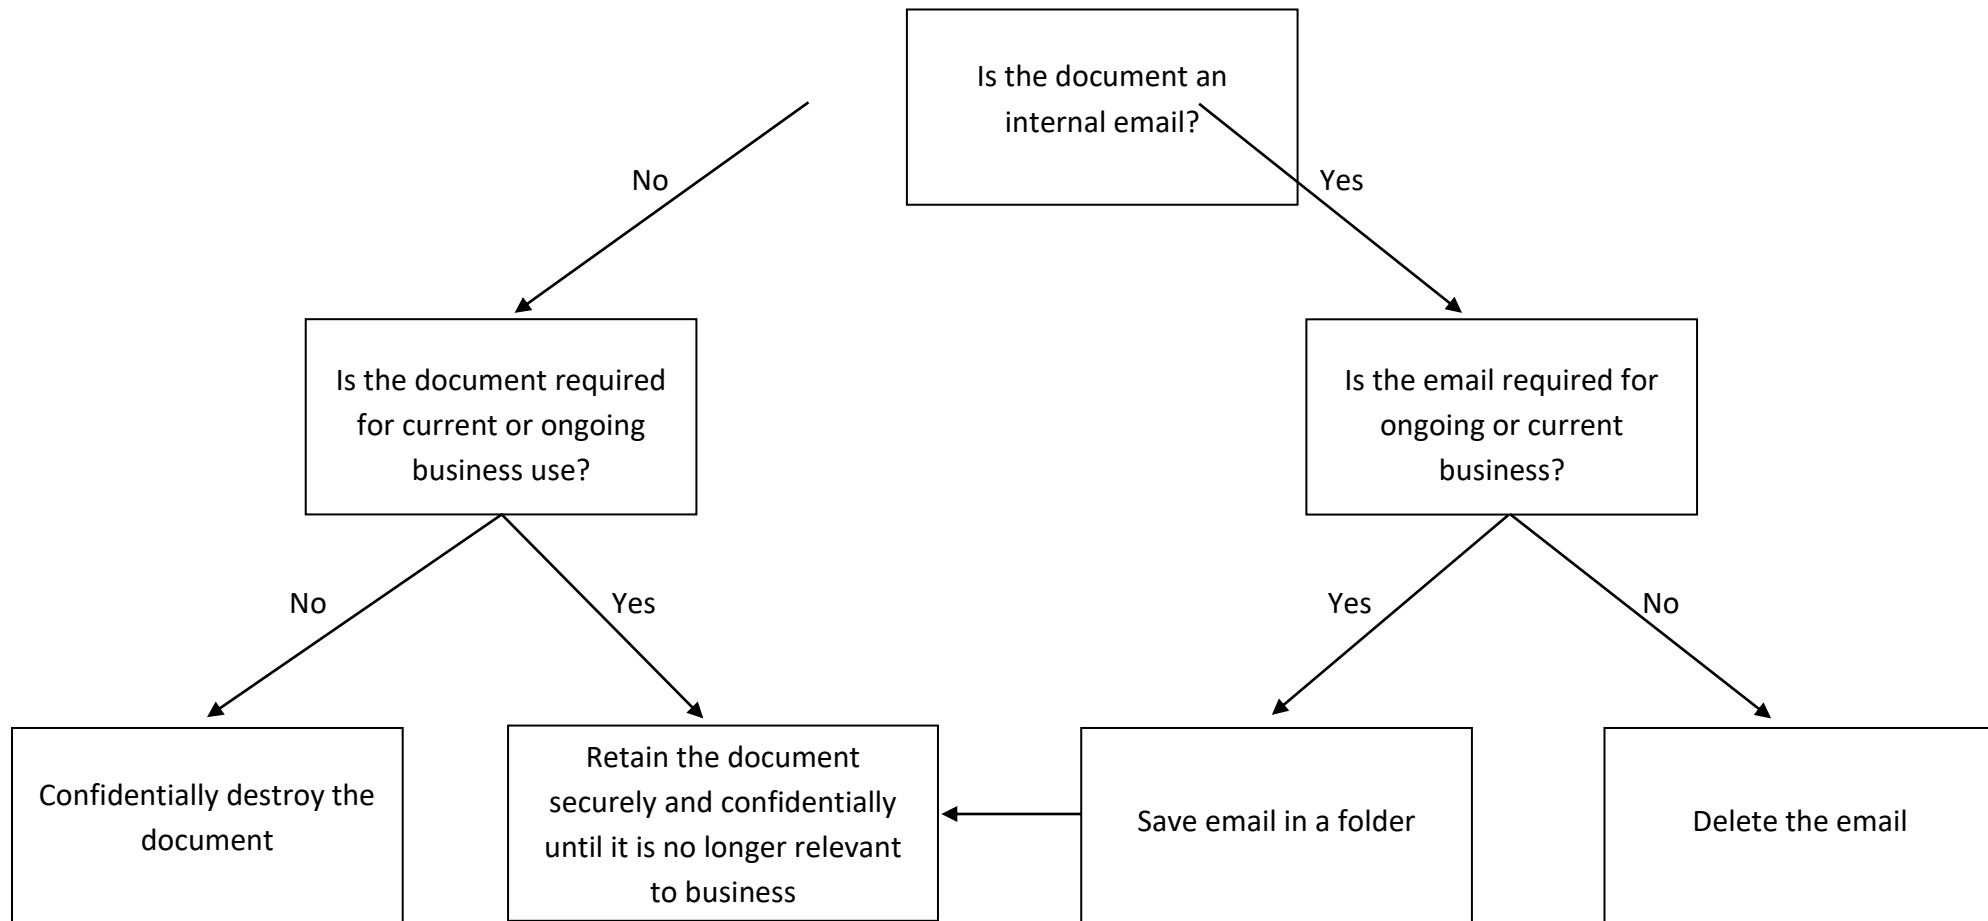 Is the document an
internal email?
No
Yes
Is the document required
for current or ongoing
business use?
Is the email required for
ongoing or current
business?
No
Yes
Yes
No
Confidentially destroy the
document
Retain the document
securely and confidentially
until it is no longer relevant
to business
Save email in a folder
Delete the email